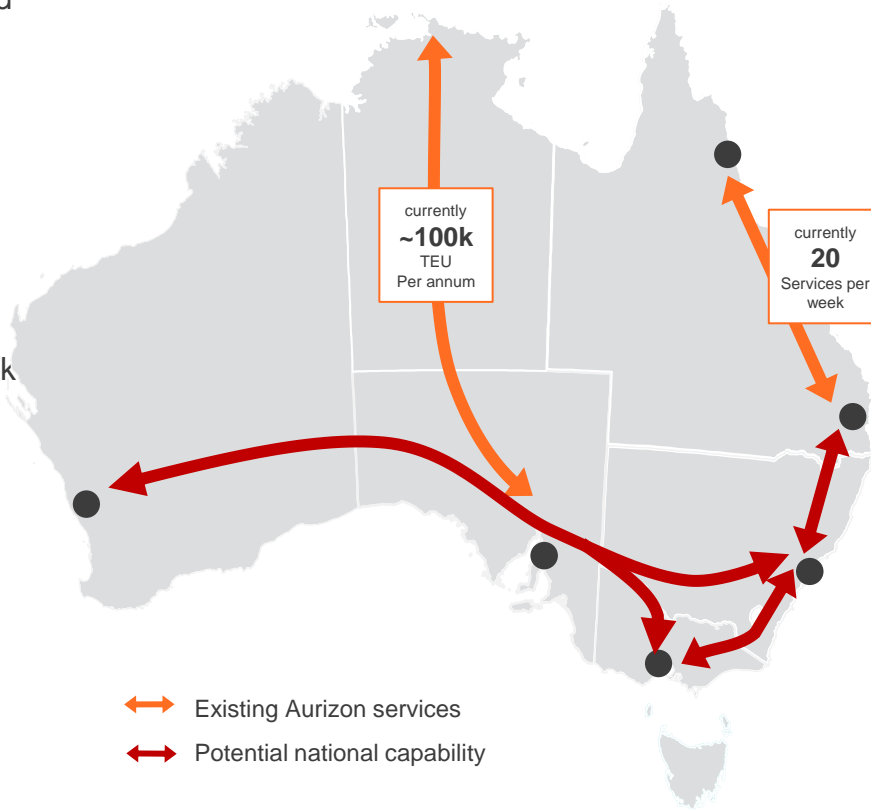 currently
~100k
TEU
Per annum
currently
20
Services per
week
k
Existing Aurizon services
Potential national capability